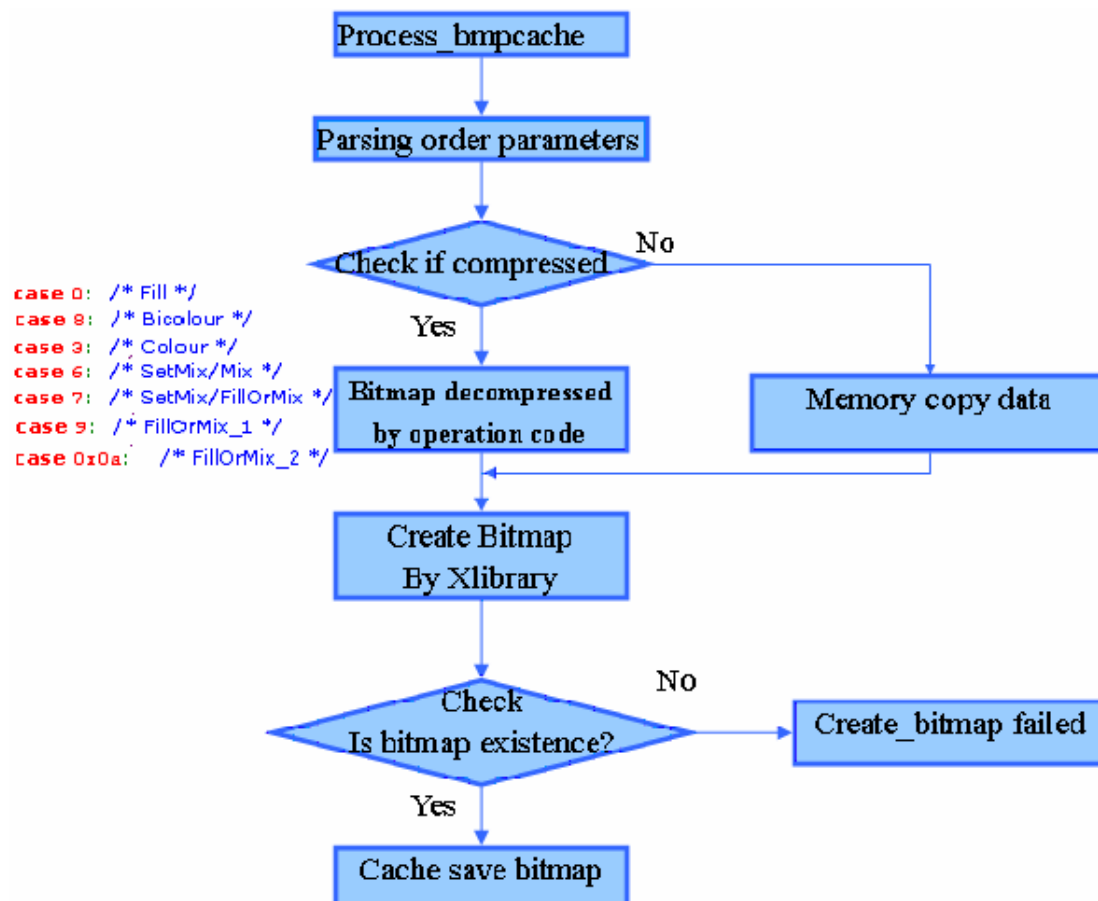 Process_bmpcache
Parsing order parameters
Check if compressed
No
Yes
case 0: /* Fill */
case 8: /* Bicolour */
case 3: /* Colour */
case 6: /* SetMix/Mix */
case 7: /* SetMix/FillOrMix */
case 9: /* FillOrMix_1 */
case 0x0a: /* FillOrMix_2 */
Bitmap decompressed
by operation code
Memory copy data
Create Bitmap
By Xlibrary
Check
Is bitmap existence?
No
Create_bitmap failed
Yes
Cache save bitmap